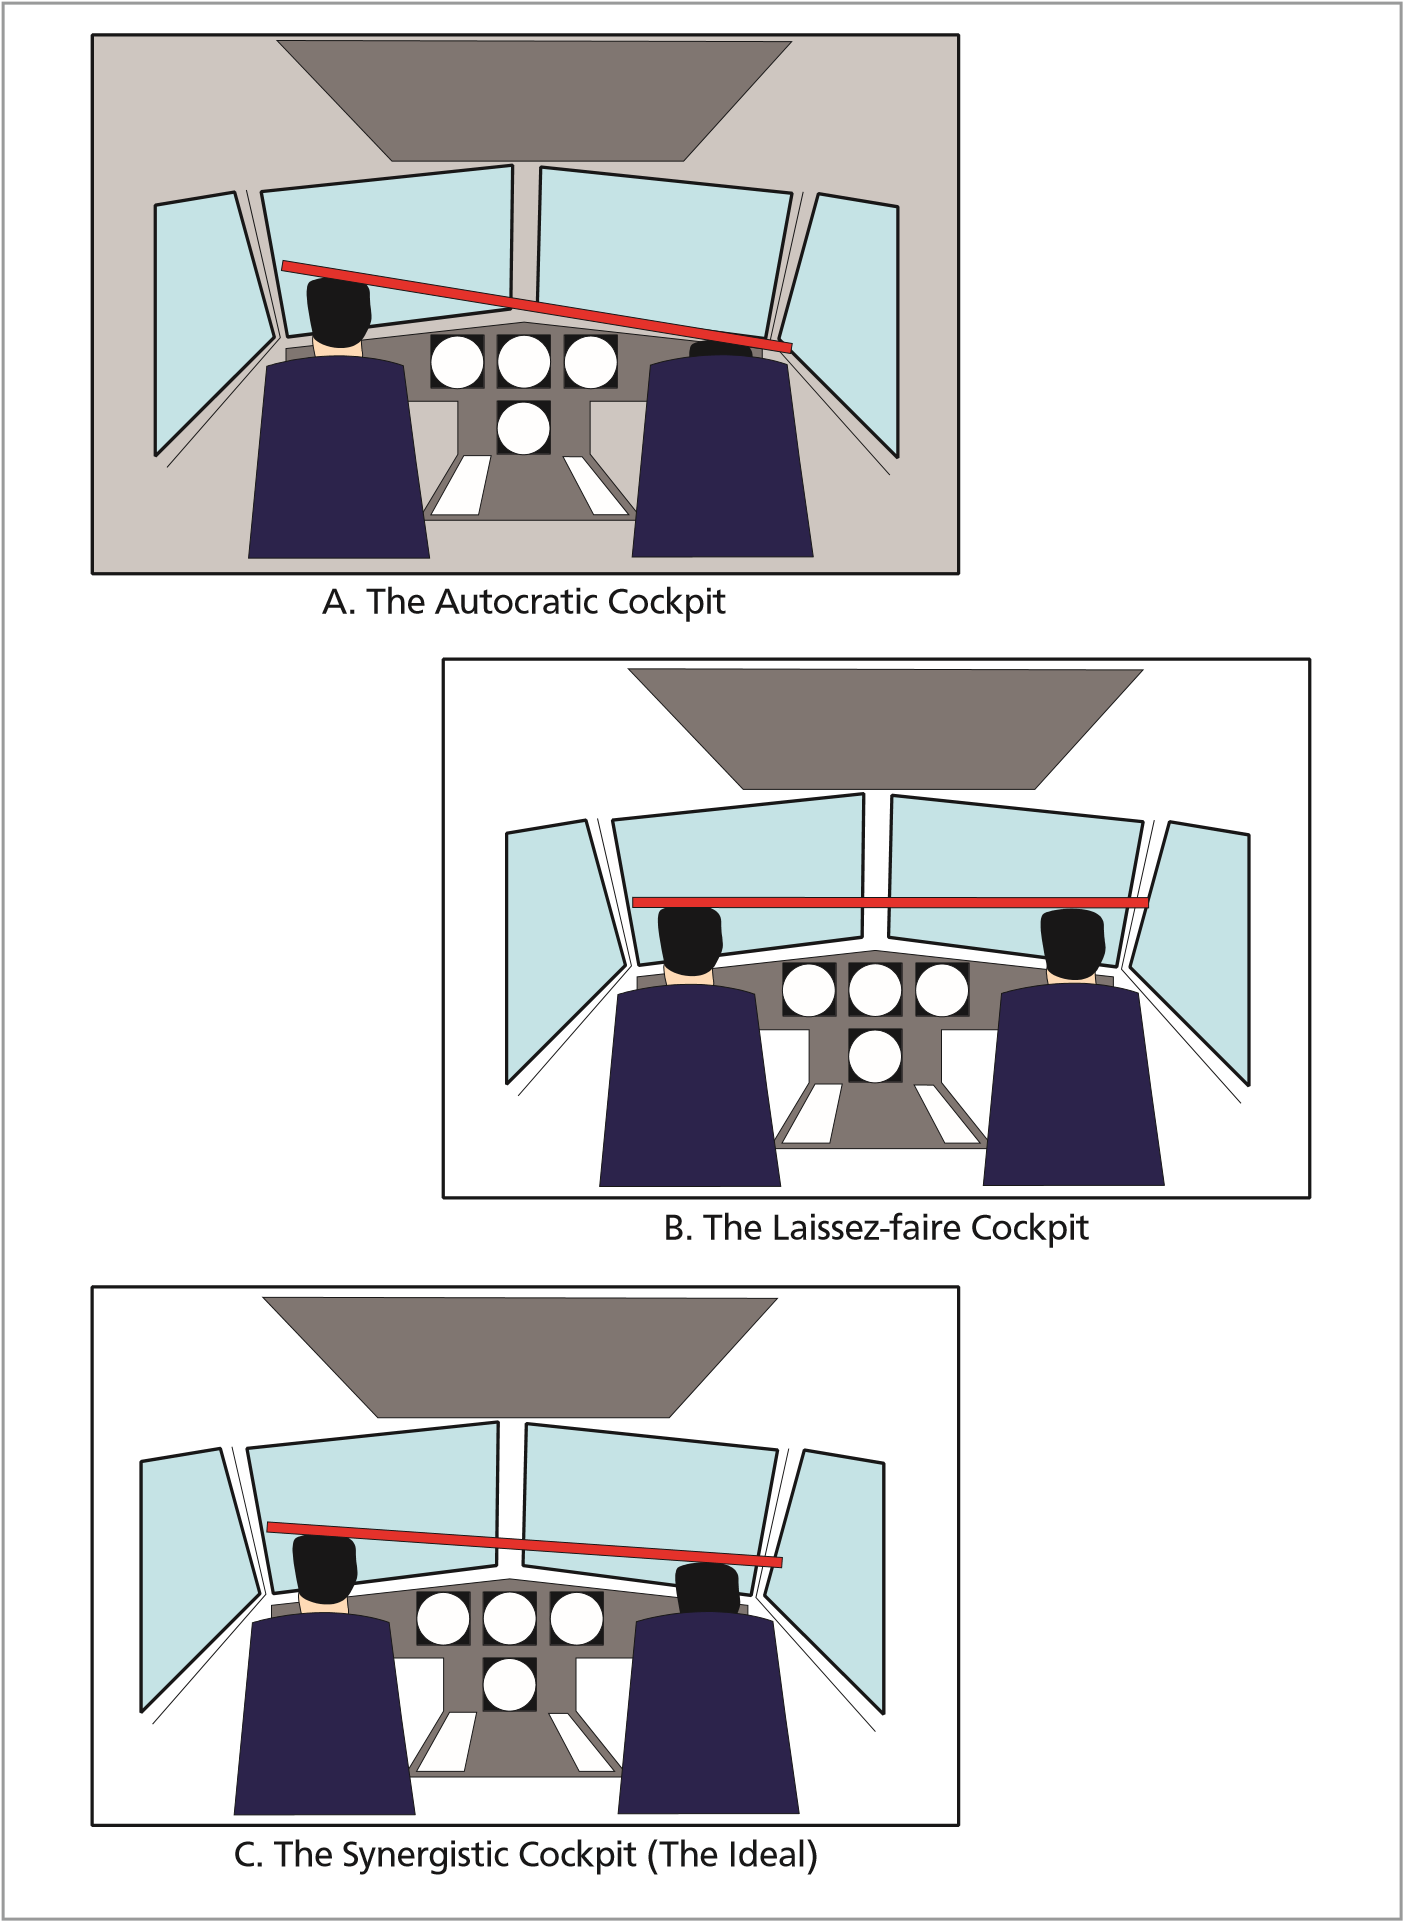 A. The Autocratic Cockpit
B. The Laissez-faire Cockpit
C. The Synergistic Cockpit (The Ideal)